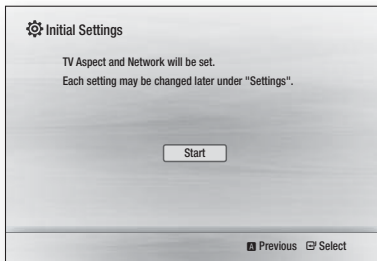 Initial Settings
TV Aspect and Network will be set.
Each setting may be changed later under "Settings".
Start
A Previous Select